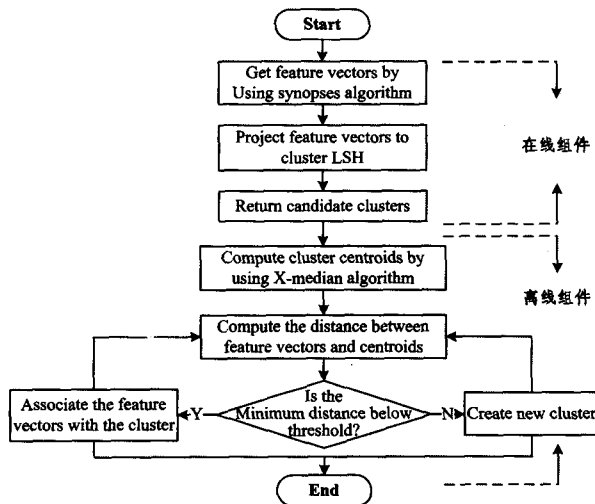 Start
Get feature vectors by
Using synopses algorithm
Project feature vectors to
cluster LSH
在线组件
Return candidate clusters
Compute cluster centroids by
using X-median algorithm
离线组件
Compute the distance between
feature vectors and centroids
Is the
Minimum distance below
threshold?
Associate the feature
vectors with the cluster
Y
N
Create new cluster
End